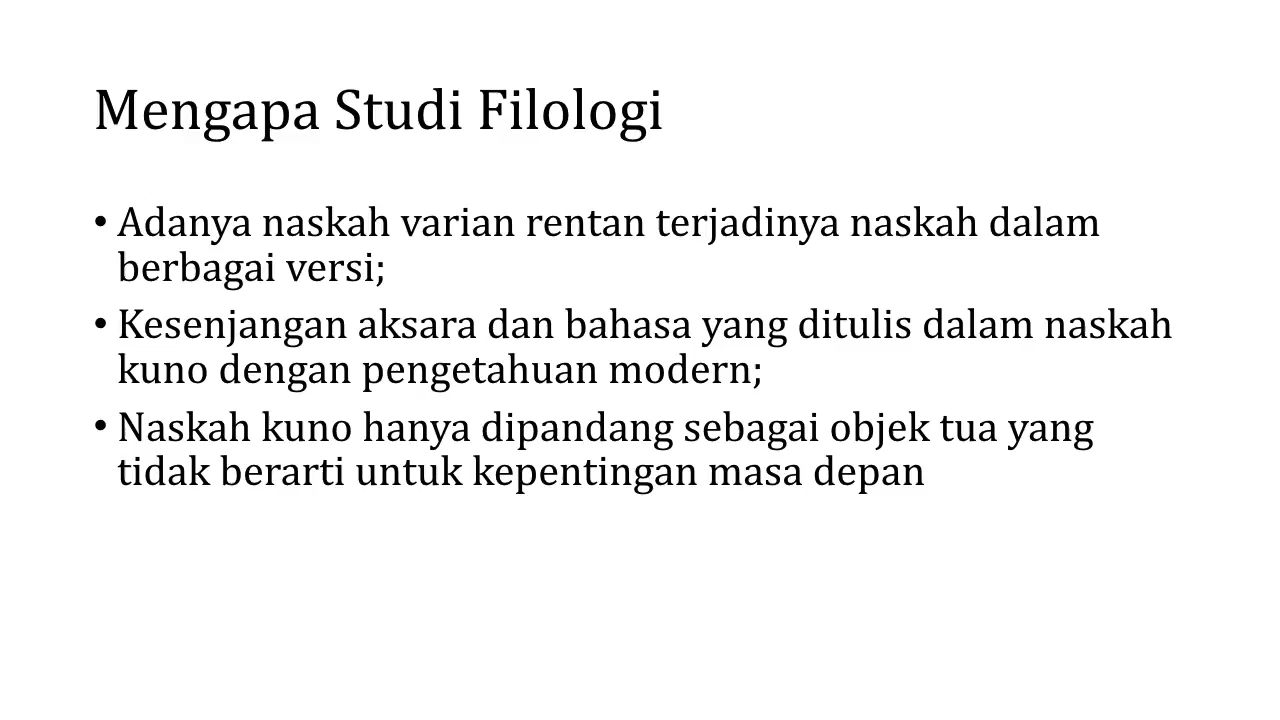 Mengapa Studi Filologi
• Adanya naskah varian rentan terjadinya naskah dalam
berbagai versi;
• Kesenjangan aksara dan bahasa yang ditulis dalam naskah
kuno dengan pengetahuan modern;
• Naskah kuno hanya dipandang sebagai objek tua yang
tidak berarti untuk kepentingan masa depan